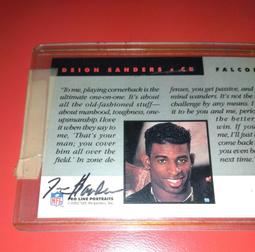 DEION SANDERS • CB
FALCO
"To me, playing cornerback is the
ultimate one-on-one. It's about
all the old-fashioned stuff—
about manhood, toughness, one-
upsmanship. I love
it when they say to
me, 'That's your
man; you cover
him all over the
field.' In zone de-
fenses, you get passive, and
mind wanders. It's not the
challenge by any means. I
it to be you and me, perio
the better
win. If you
me, I'll just
come back
you even ha
next time.
NFL
PRO LINE PORTRAITS